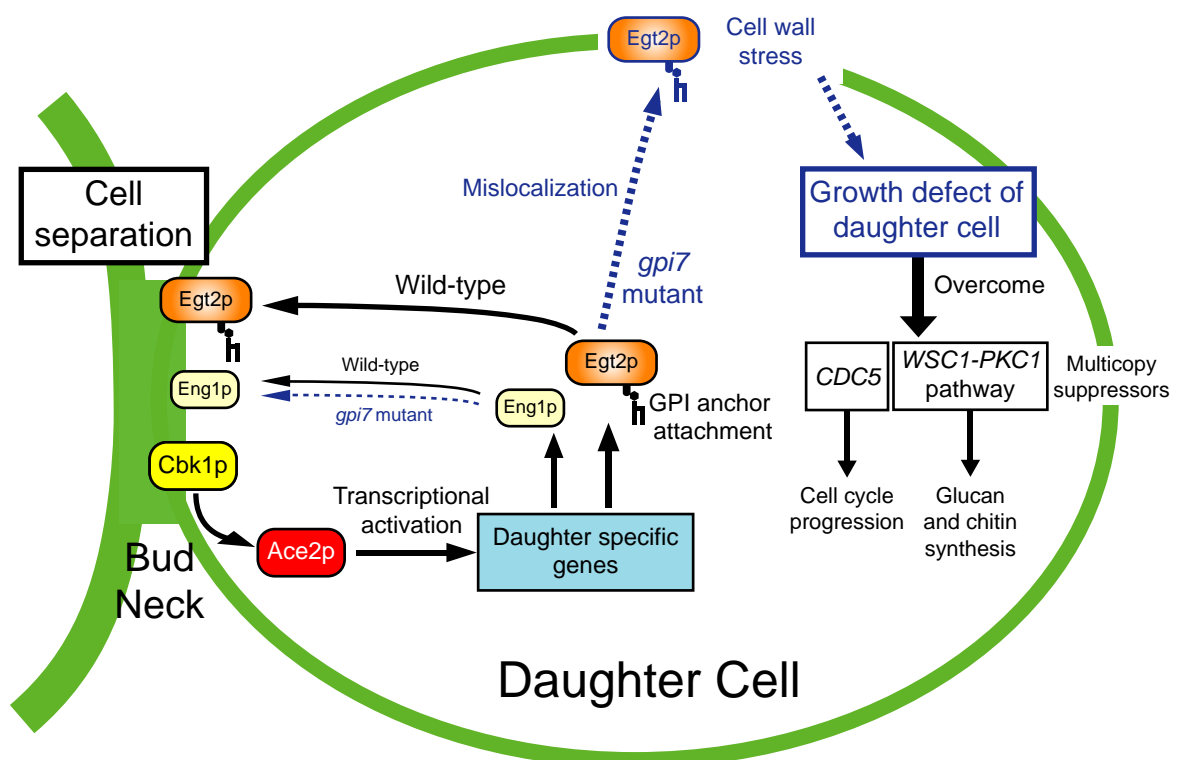 Egt2p
Cell wall
stress
Cell
separation
Mislocalization
Growth defect of
daughter cell
gpi7
mutant
Wild-type
Overcome
Egt2p
Egt2p
Wild-type
CDC5
WSC1-PKC1
pathway
Multicopy
suppressors
Eng1p
gpi7 mutant
Eng1p
GPI anchor
attachment
Cbk1p
Transcriptional
activation
Cell cycle
progression
Glucan
and chitin
synthesis
Ace2p
Daughter specific
genes
Bud
Neck
Daughter Cell